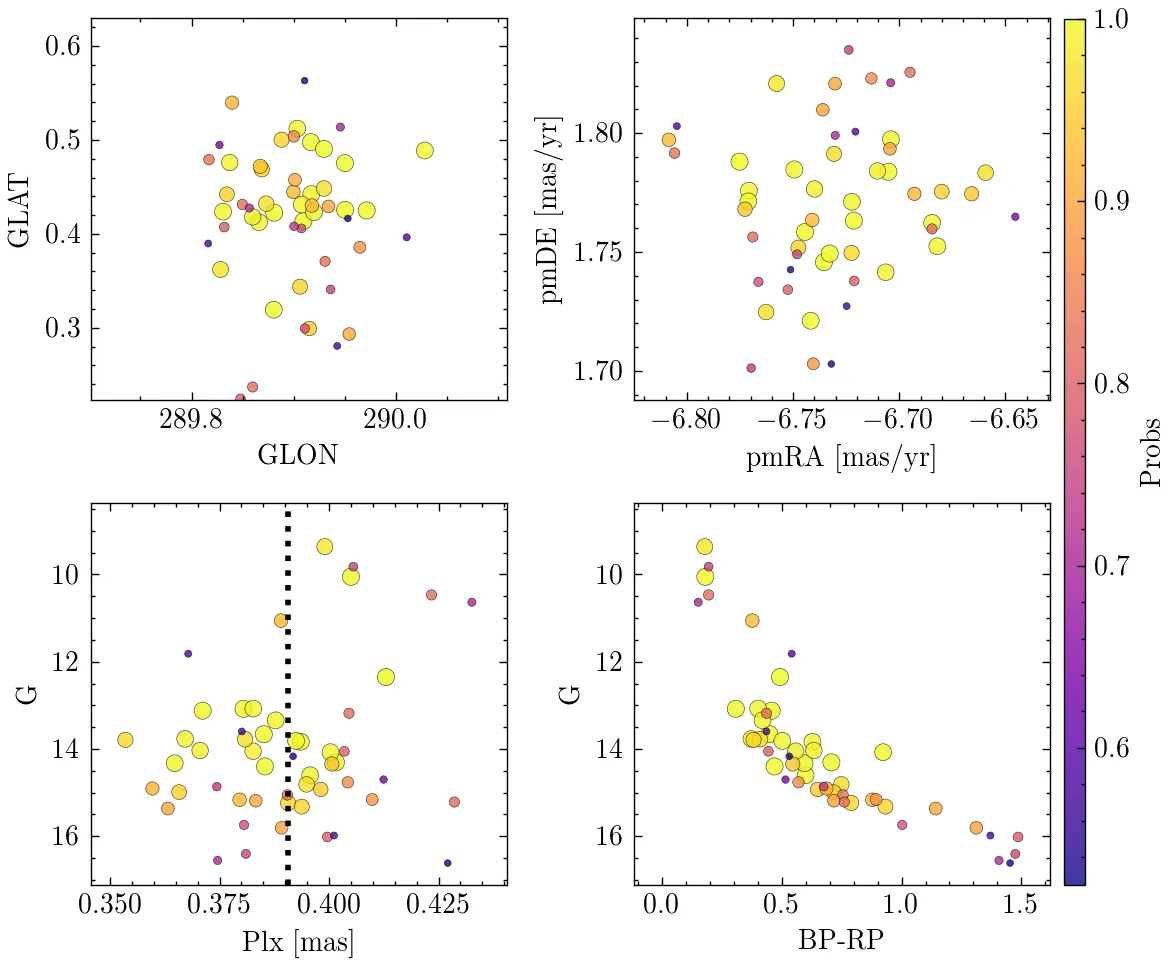 0.6
0.5
0.4
0.3
GLAT
289.8 290.0
GLON
1.80
1.75
1.70
pmDE [mas/yr]
−6.80 −6.75 −6.70 −6.65
pmRA [mas/yr]
1.0
0.9
0.8
0.7
0.6
Probs
10
12
14
16
G
0.350 0.375 0.400 0.425
Plx [mas]
10
12
14
16
G
0.0 0.5 1.0 1.5
BP-RP